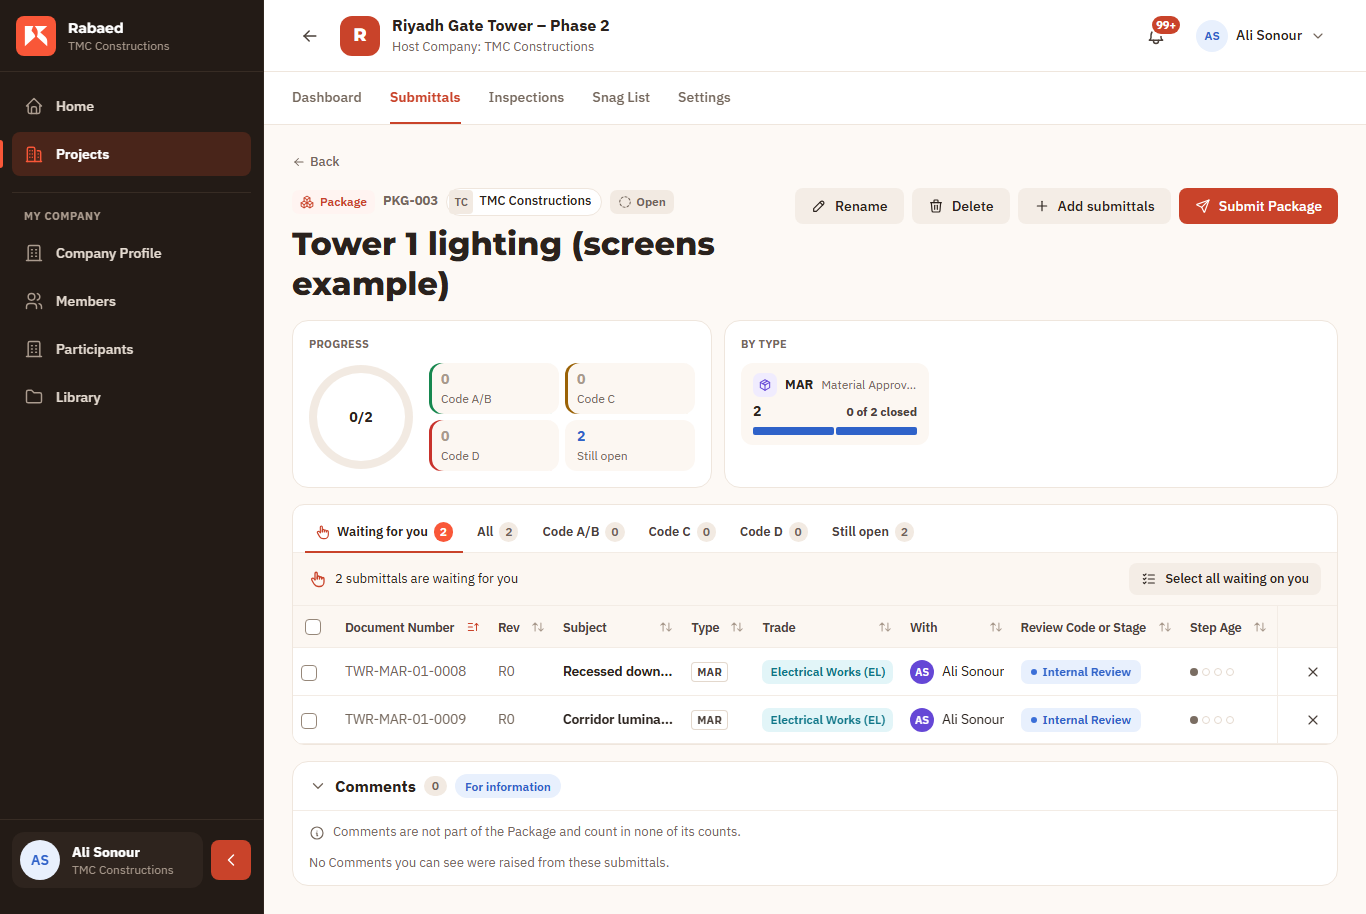 Rabaed
TMC Constructions
Home
Projects
MY COMPANY
Company Profile
Members
Participants
Library
AS
Ali Sonour
TMC Constructions
R
Riyadh Gate Tower – Phase 2
Host Company: TMC Constructions
99+
AS Ali Sonour
Dashboard Submittals Inspections Snag List Settings
Back
Package PKG-003 TC TMC Constructions Open
Rename Delete Add submittals Submit Package
Tower 1 lighting (screens
example)
PROGRESS
0/2
0
Code A/B
0
Code C
0
Code D
2
Still open
BY TYPE
MAR Material Approv...
2 0 of 2 closed
Waiting for you 2 All 2 Code A/B 0 Code C 0 Code D 0 Still open 2
2 submittals are waiting for you Select all waiting on you
Document Number Rev Subject Type Trade With Review Code or Stage Step Age
TWR-MAR-01-0008 R0 Recessed down... MAR Electrical Works (EL) AS Ali Sonour Internal Review
TWR-MAR-01-0009 R0 Corridor lumina... MAR Electrical Works (EL) AS Ali Sonour Internal Review
Comments 0 For information
Comments are not part of the Package and count in none of its counts.
No Comments you can see were raised from these submittals.